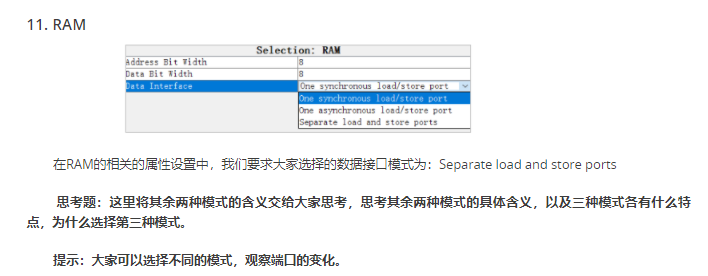 11. RAM
Selection: RAM
Address Bit Width 8
Data Bit Width 8
Data Interface One synchronous load/store port
One synchronous load/store port
One asynchronous load/store port
Separate load and store ports
在RAM的相关的属性设置中，我们要求大家选择的数据接口模式为：Separate load and store ports
思考题：这里将其余两种模式的含义交给大家思考，思考其余两种模式的具体含义，以及三种模式各有什么特
点，为什么选择第三种模式。
提示：大家可以选择不同的模式，观察端口的变化。